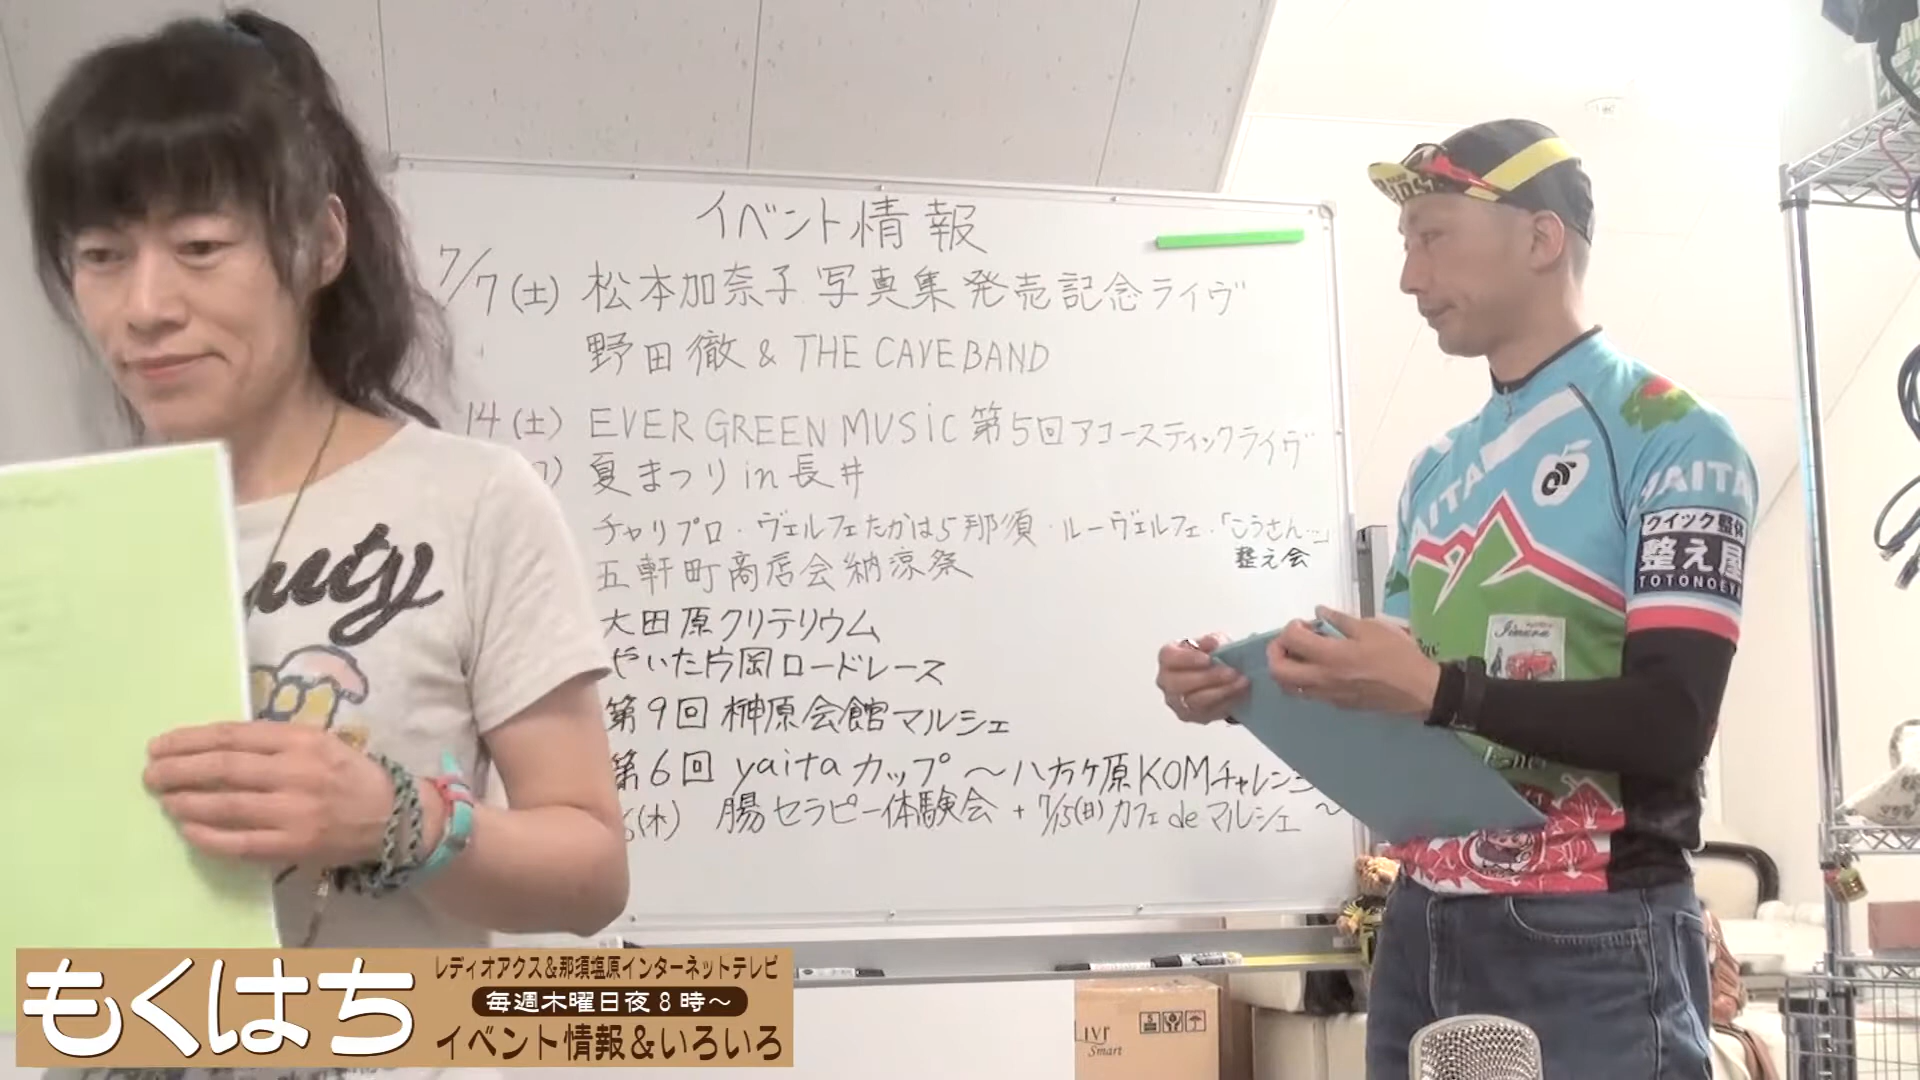 イベント情報
7/7(土) 松本加奈子 写真集発売記念ライヴ
野田徹 & THE CAVE BAND
14(土) EVER GREEN MUSIC 第5回アコースティックライヴ
夏まつり in 長井
チャリプロ・ヴェルフェたかはら那須・ルーヴェルフェ・「こうさん…」
整え会
五軒町商店会納涼祭
大田原クリテリウム
やいた片岡ロードレース
第9回 榊原会館マルシェ
第6回 yaitaカップ 〜八方ヶ原KOMチャレン
(木) 腸セラピー体験会 + 7/15(日)カフェdeマルシェ 〜
YAITA
クイック整体
整え屋
TOTONOEYA
LIVI
Smart
もくはち
レディオアクス&那須塩原インターネットテレビ
毎週木曜日夜8時〜
イベント情報&いろいろ